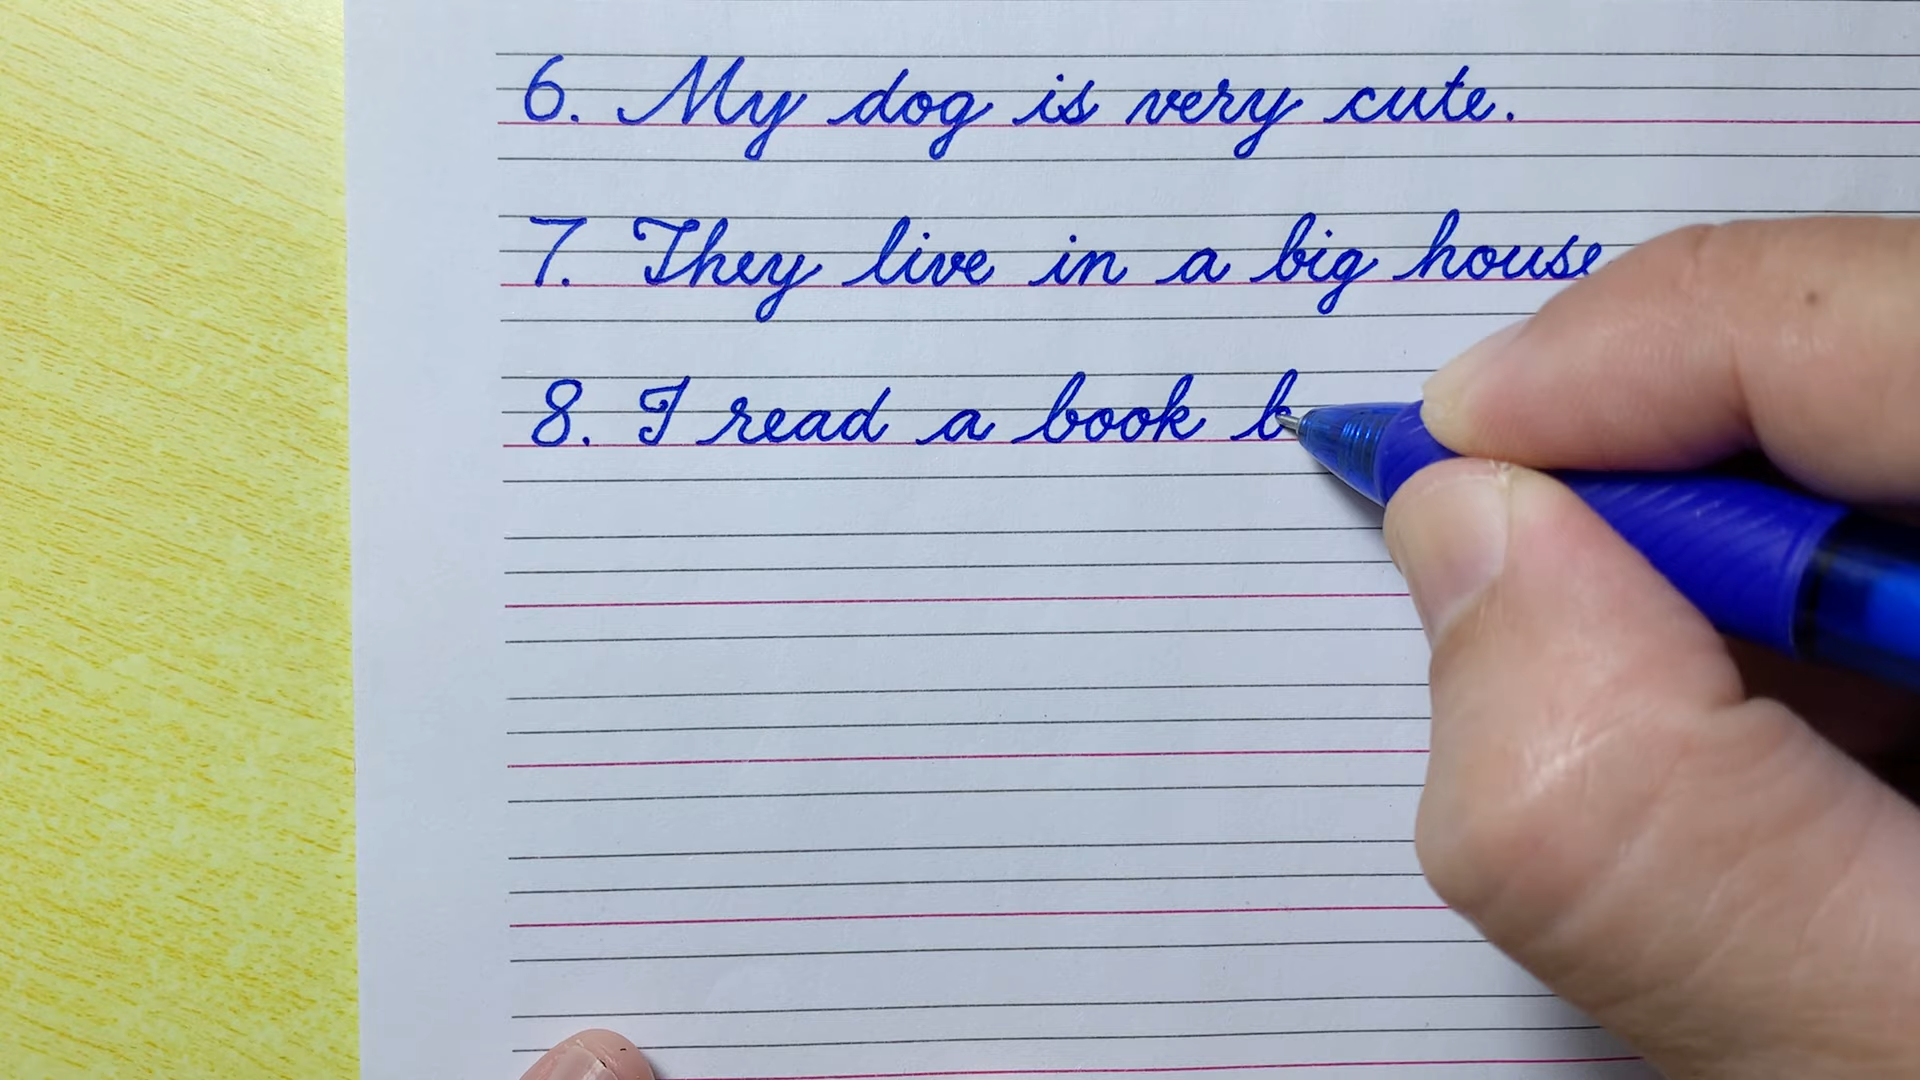 6. My dog is very cute.
7. They live in a big house
8. I read a book b